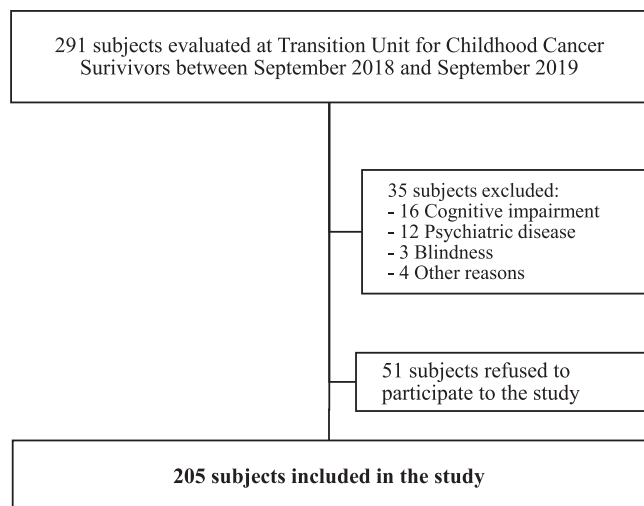 291 subjects evaluated at Transition Unit for Childhood Cancer
Surivivors between September 2018 and September 2019
35 subjects excluded:
- 16 Cognitive impairment
- 12 Psychiatric disease
- 3 Blindness
- 4 Other reasons
51 subjects refused to
participate to the study
205 subjects included in the study